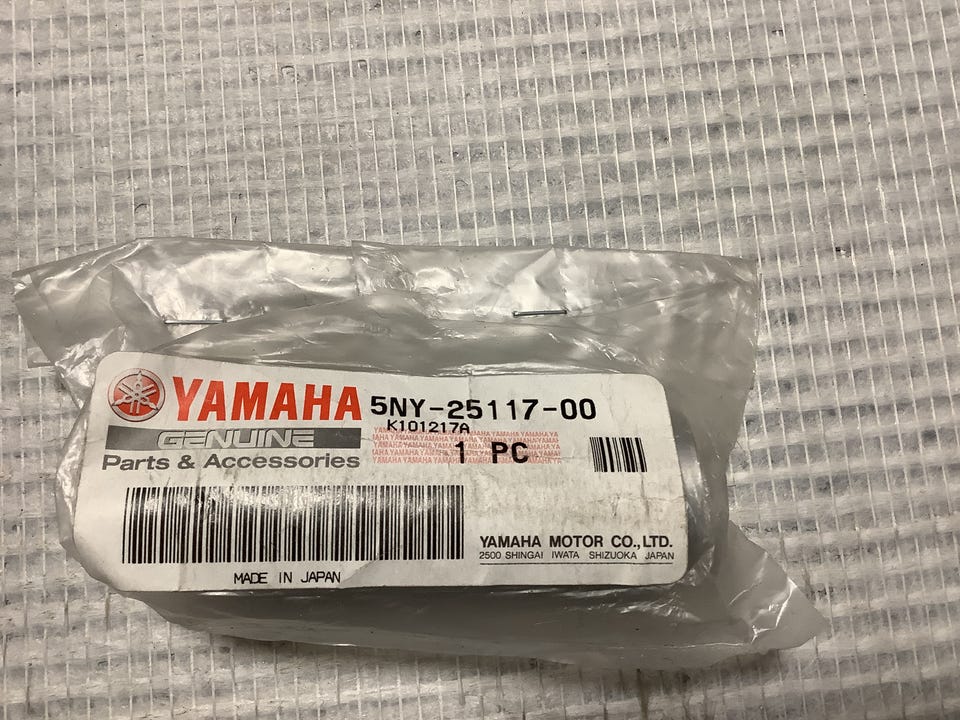 YAMAHA 5NY-25117-00
K101217A
GENUINE
Parts & Accessories
1 PC
YAMAHA MOTOR CO.,LTD.
2500 SHINGAI IWATA SHIZUOKA JAPAN
MADE IN JAPAN